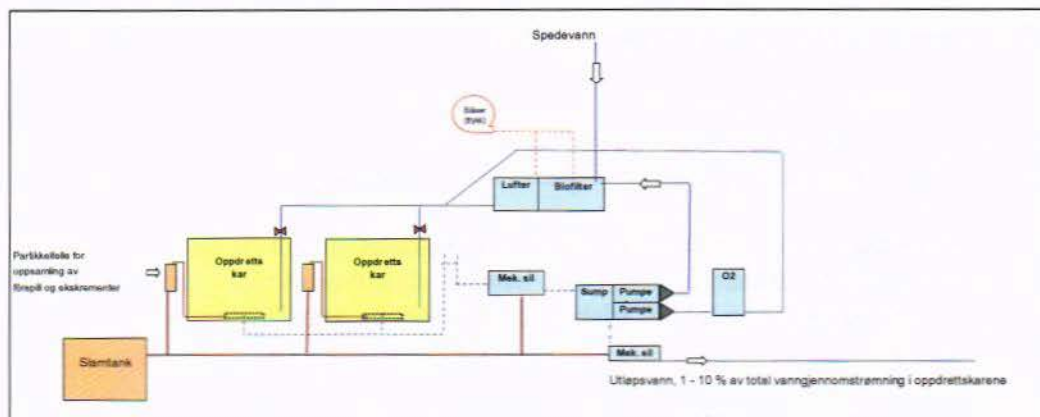 Spedevann
Lufter
Biofilter
Oppdretts
kar
Oppdretts
kar
Partikkelfelle for
oppsamling av
fôrspill og ekskrementer
Mek. sil
Sump
Pumpe
Pumpe
O2
Slamtank
Mek. sil
Utløpsvann, 1 - 10 % av total vanngjennomstrømning i oppdrettskarene